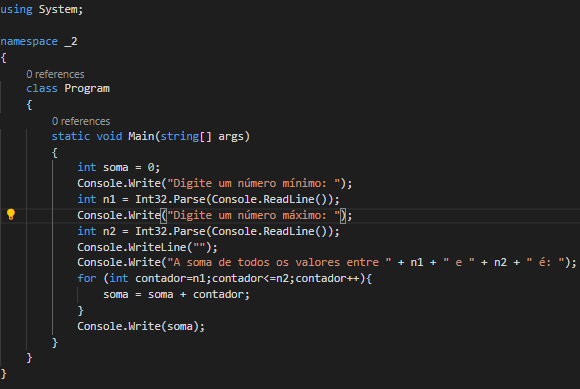 using System;
namespace _2
{
0 references
class Program
{
0 references
static void Main(string[] args)
{
int soma = 0;
Console.Write("Digite um número mínimo: ");
int n1 = Int32.Parse(Console.ReadLine());
Console.Write("Digite um número máximo: ");
int n2 = Int32.Parse(Console.ReadLine());
Console.WriteLine("");
Console.Write("A soma de todos os valores entre " + n1 + " e " + n2 + " é: ");
for (int contador=n1;contador<=n2;contador++){
soma = soma + contador;
}
Console.Write(soma);
}
}
}